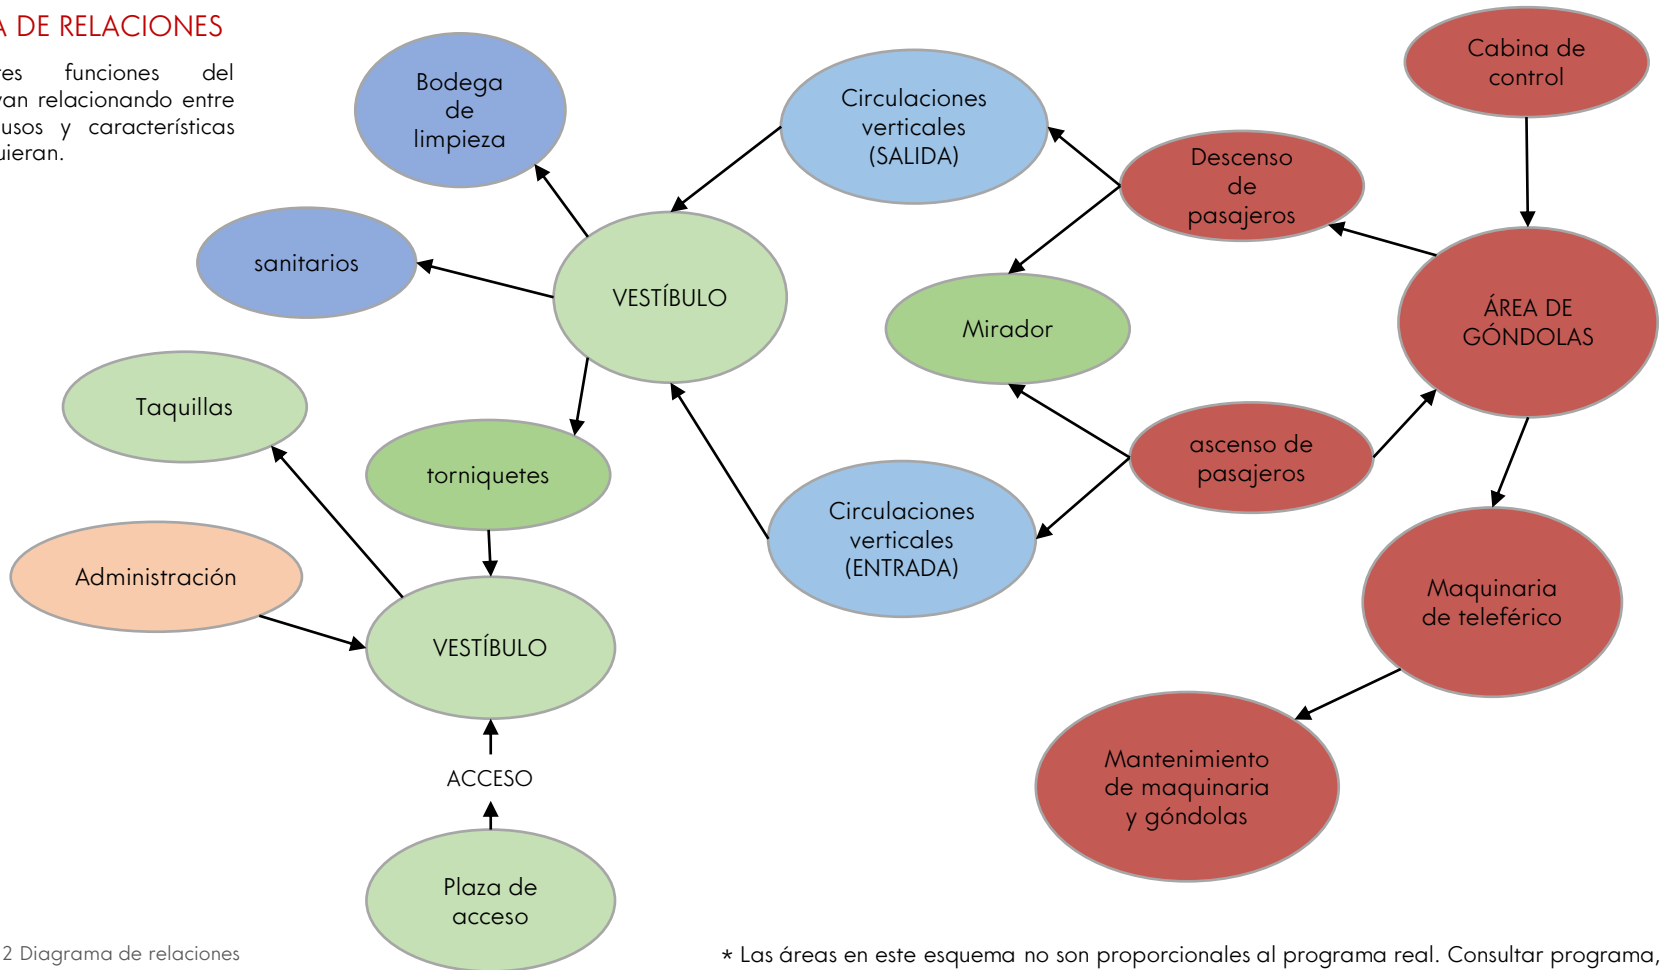 A DE RELACIONES
tes funciones del
van relacionando entre
usos y características
uieran.
Bodega
de
limpieza
Circulaciones
verticales
(SALIDA)
Cabina de
control
Descenso
de
pasajeros
sanitarios
VESTÍBULO
Mirador
ÁREA DE
GÓNDOLAS
Taquillas
torniquetes
ascenso de
pasajeros
Circulaciones
verticales
(ENTRADA)
Administración
VESTÍBULO
Maquinaria
de teleférico
ACCESO
Mantenimiento
de maquinaria
y góndolas
Plaza de
acceso
2 Diagrama de relaciones
* Las áreas en este esquema no son proporcionales al programa real. Consultar programa,